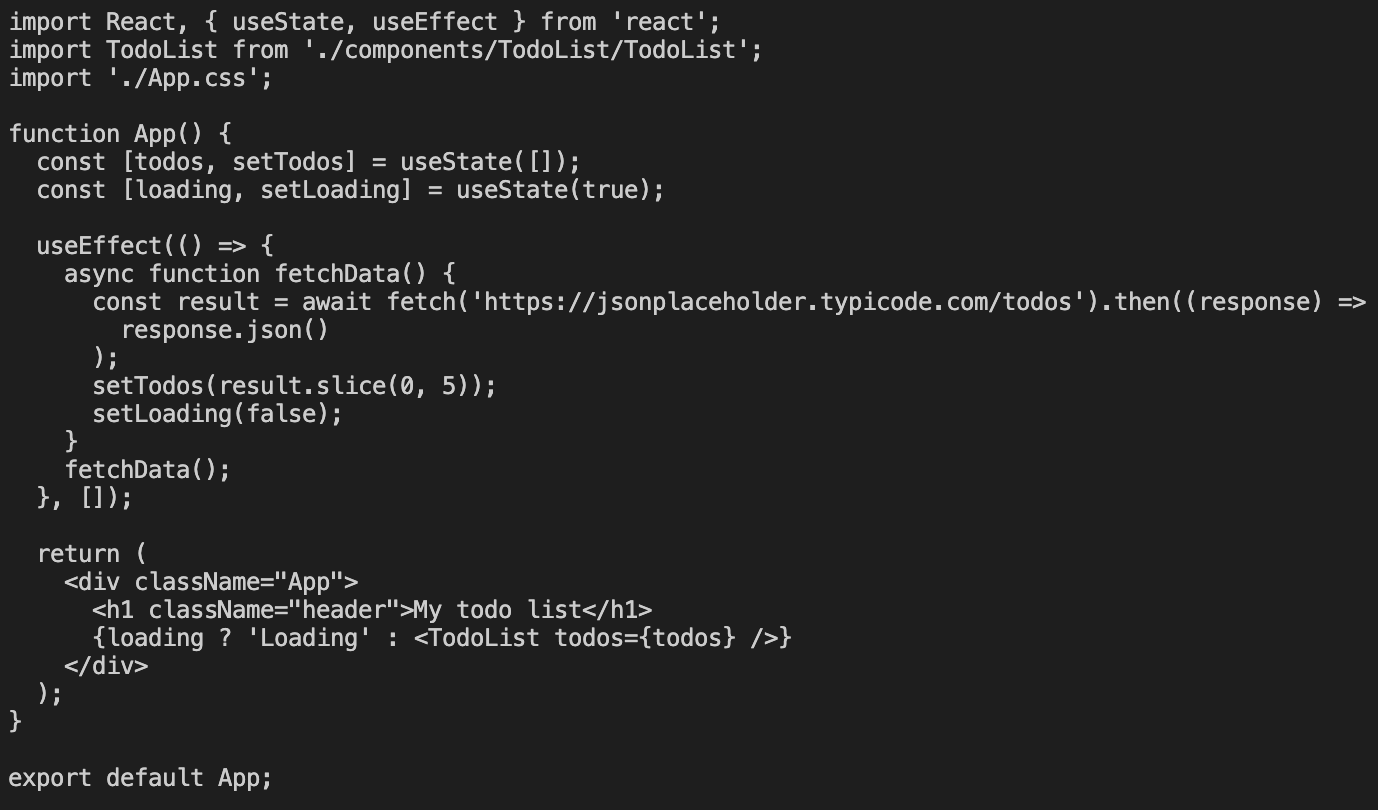 import React, { useState, useEffect } from 'react';
import TodoList from './components/TodoList/TodoList';
import './App.css';

function App() {
  const [todos, setTodos] = useState([]);
  const [loading, setLoading] = useState(true);

  useEffect(() => {
    async function fetchData() {
      const result = await fetch('https://jsonplaceholder.typicode.com/todos').then((response) =>
        response.json()
      );
      setTodos(result.slice(0, 5));
      setLoading(false);
    }
    fetchData();
  }, []);

  return (
    <div className="App">
      <h1 className="header">My todo list</h1>
      {loading ? 'Loading' : <TodoList todos={todos} />}
    </div>
  );
}

export default App;